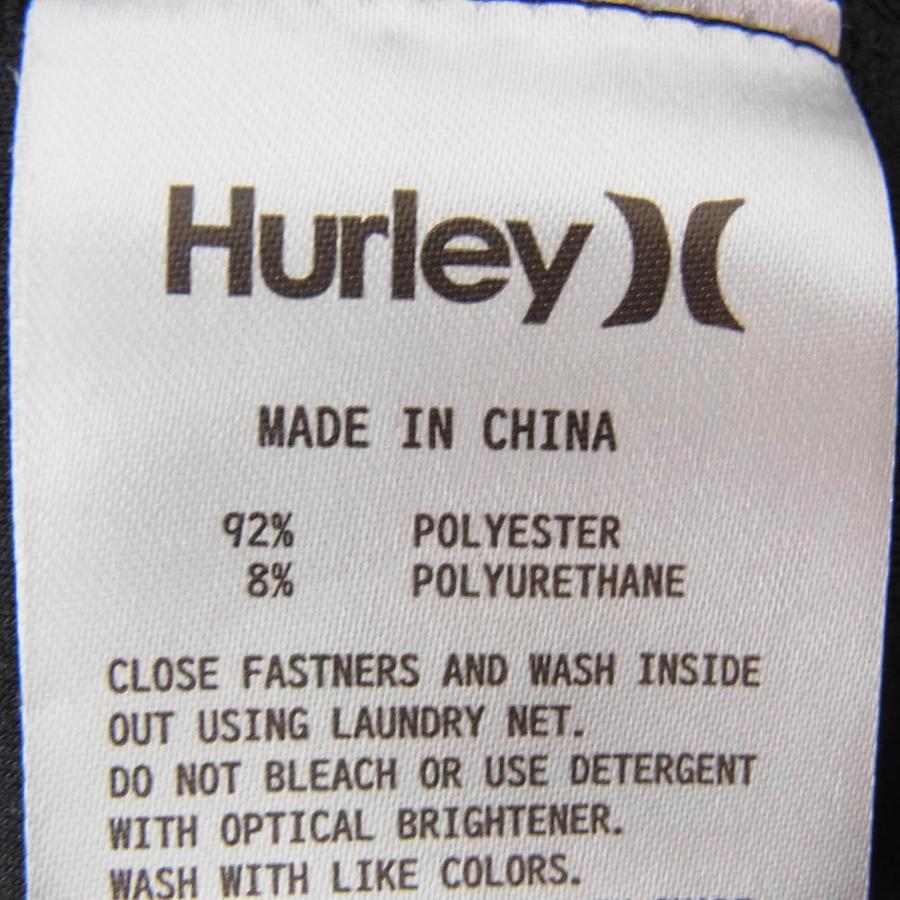 Hurley
MADE IN CHINA
92% POLYESTER
8% POLYURETHANE
CLOSE FASTNERS AND WASH INSIDE
OUT USING LAUNDRY NET.
DO NOT BLEACH OR USE DETERGENT
WITH OPTICAL BRIGHTENER.
WASH WITH LIKE COLORS.